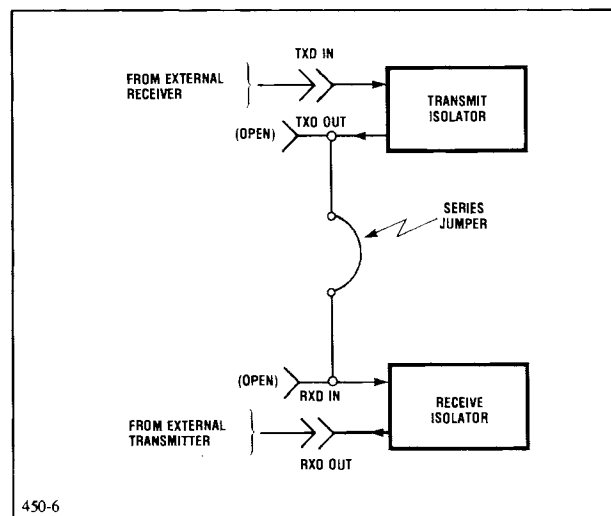 TXD IN
FROM EXTERNAL
RECEIVER
TRANSMIT
ISOLATOR
(OPEN)
TXO OUT
SERIES
JUMPER
(OPEN)
RXD IN
RECEIVE
ISOLATOR
FROM EXTERNAL
TRANSMITTER
RXO OUT
450-6